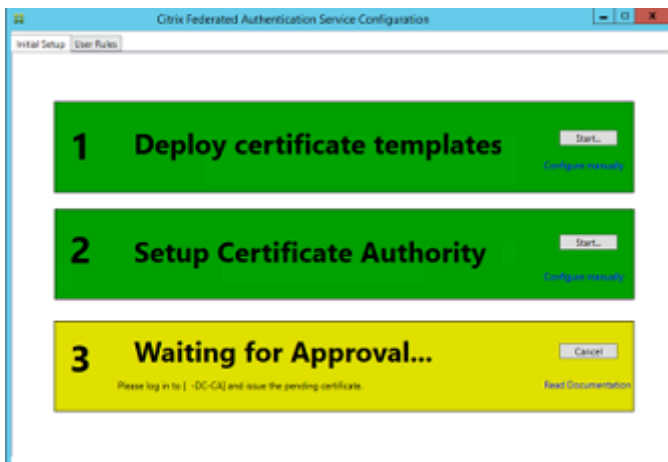 Citrix Federated Authentication Service Configuration
Initial Setup User Rules
1 Deploy certificate templates
Start...
Configure manually
2 Setup Certificate Authority
Start...
Configure manually
3 Waiting for Approval...
Cancel
Please log in to [ -DC-CA] and issue the pending certificate.
Read Documentation